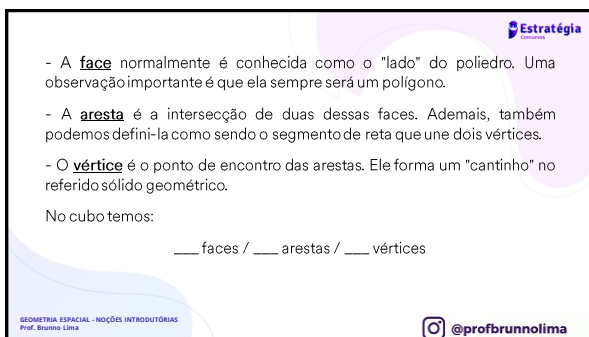 Estratégia
Concursos
- A face normalmente é conhecida como o "lado" do poliedro. Uma
observação importante é que ela sempre será um polígono.
- A aresta é a intersecção de duas dessas faces. Ademais, também
podemos defini-la como sendo o segmento de reta que une dois vértices.
- O vértice é o ponto de encontro das arestas. Ele forma um "cantinho" no
referido sólido geométrico.
No cubo temos:
___ faces / ___ arestas / ___ vértices
GEOMETRIA ESPACIAL - NOÇÕES INTRODUTÓRIAS
Prof. Brunno Lima
@profbrunnolima